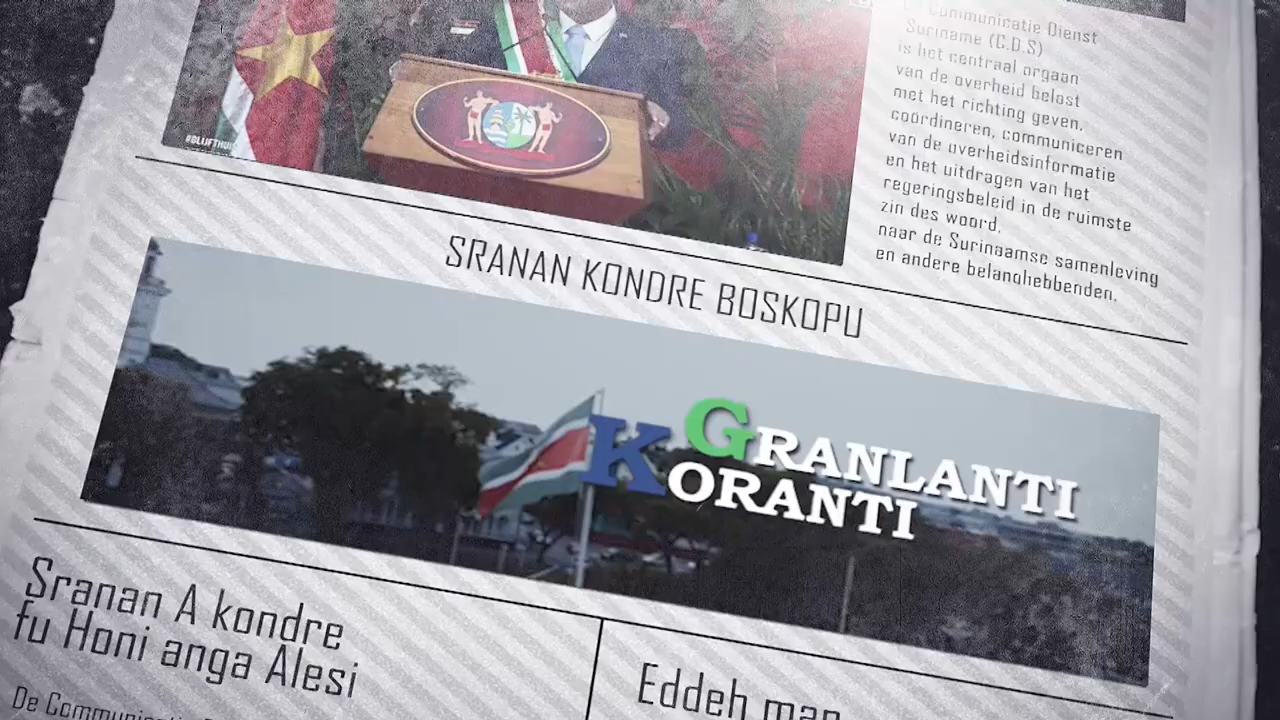 Communicatie Dienst
Suriname (C.D.S)
is het centraal orgaan
van de overheid belast
met het richting geven,
coördineren, communiceren
van de overheidsinformatie
en het uitdragen van het
regeringsbeleid in de ruimste
zin des woord,
naar de Surinaamse samenleving
en andere belanghebbenden.
SRANAN KONDRE BOSKOPU
GRANLANTI
KORANTI
Sranan A kondre
fu Honi anga Alesi
De
Eddeh man